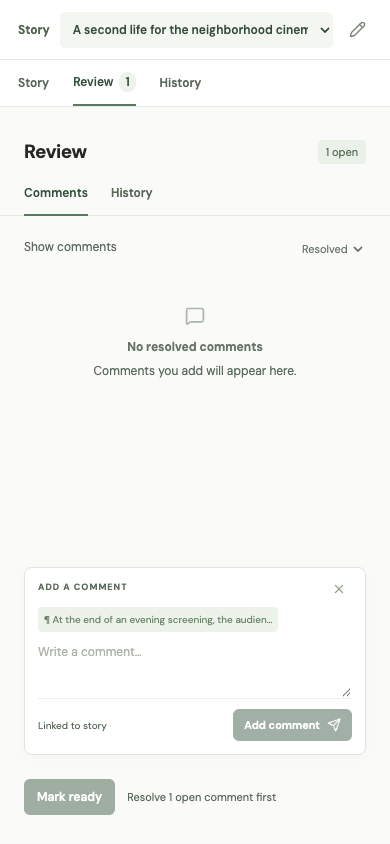 Story
A second life for the neighborhood cinem
Story
Review 1
History
Review
1 open
Comments
History
Show comments
Resolved
No resolved comments
Comments you add will appear here.
ADD A COMMENT
¶ At the end of an evening screening, the audien…
Write a comment…
Linked to story
Add comment
Mark ready
Resolve 1 open comment first